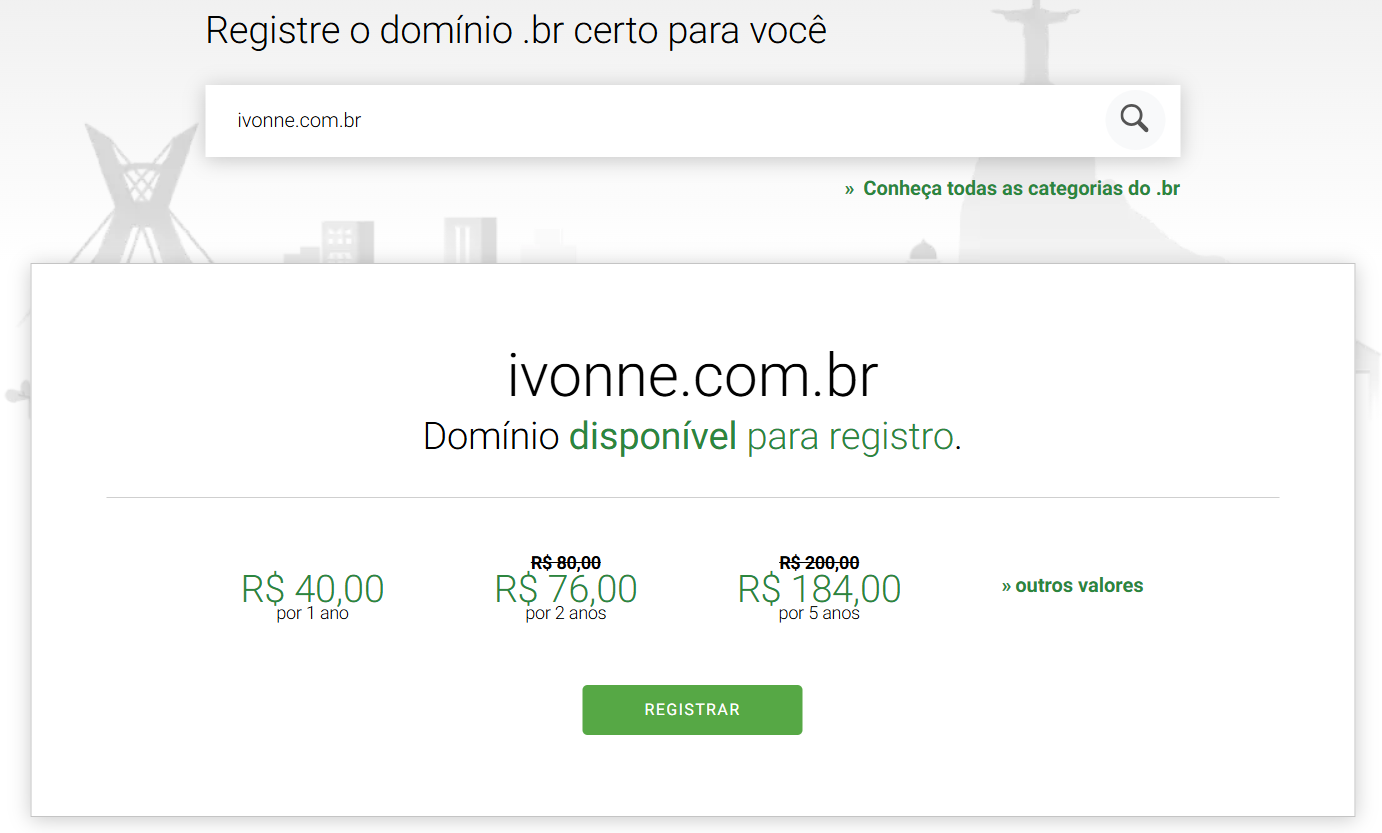 Registre o domínio .br certo para você
ivonne.com.br
» Conheça todas as categorias do .br
ivonne.com.br
Domínio disponível para registro.
R$ 80,00
R$ 200,00
R$ 40,00
R$ 76,00
R$ 184,00
» outros valores
por 1 ano
por 2 anos
por 5 anos
REGISTRAR